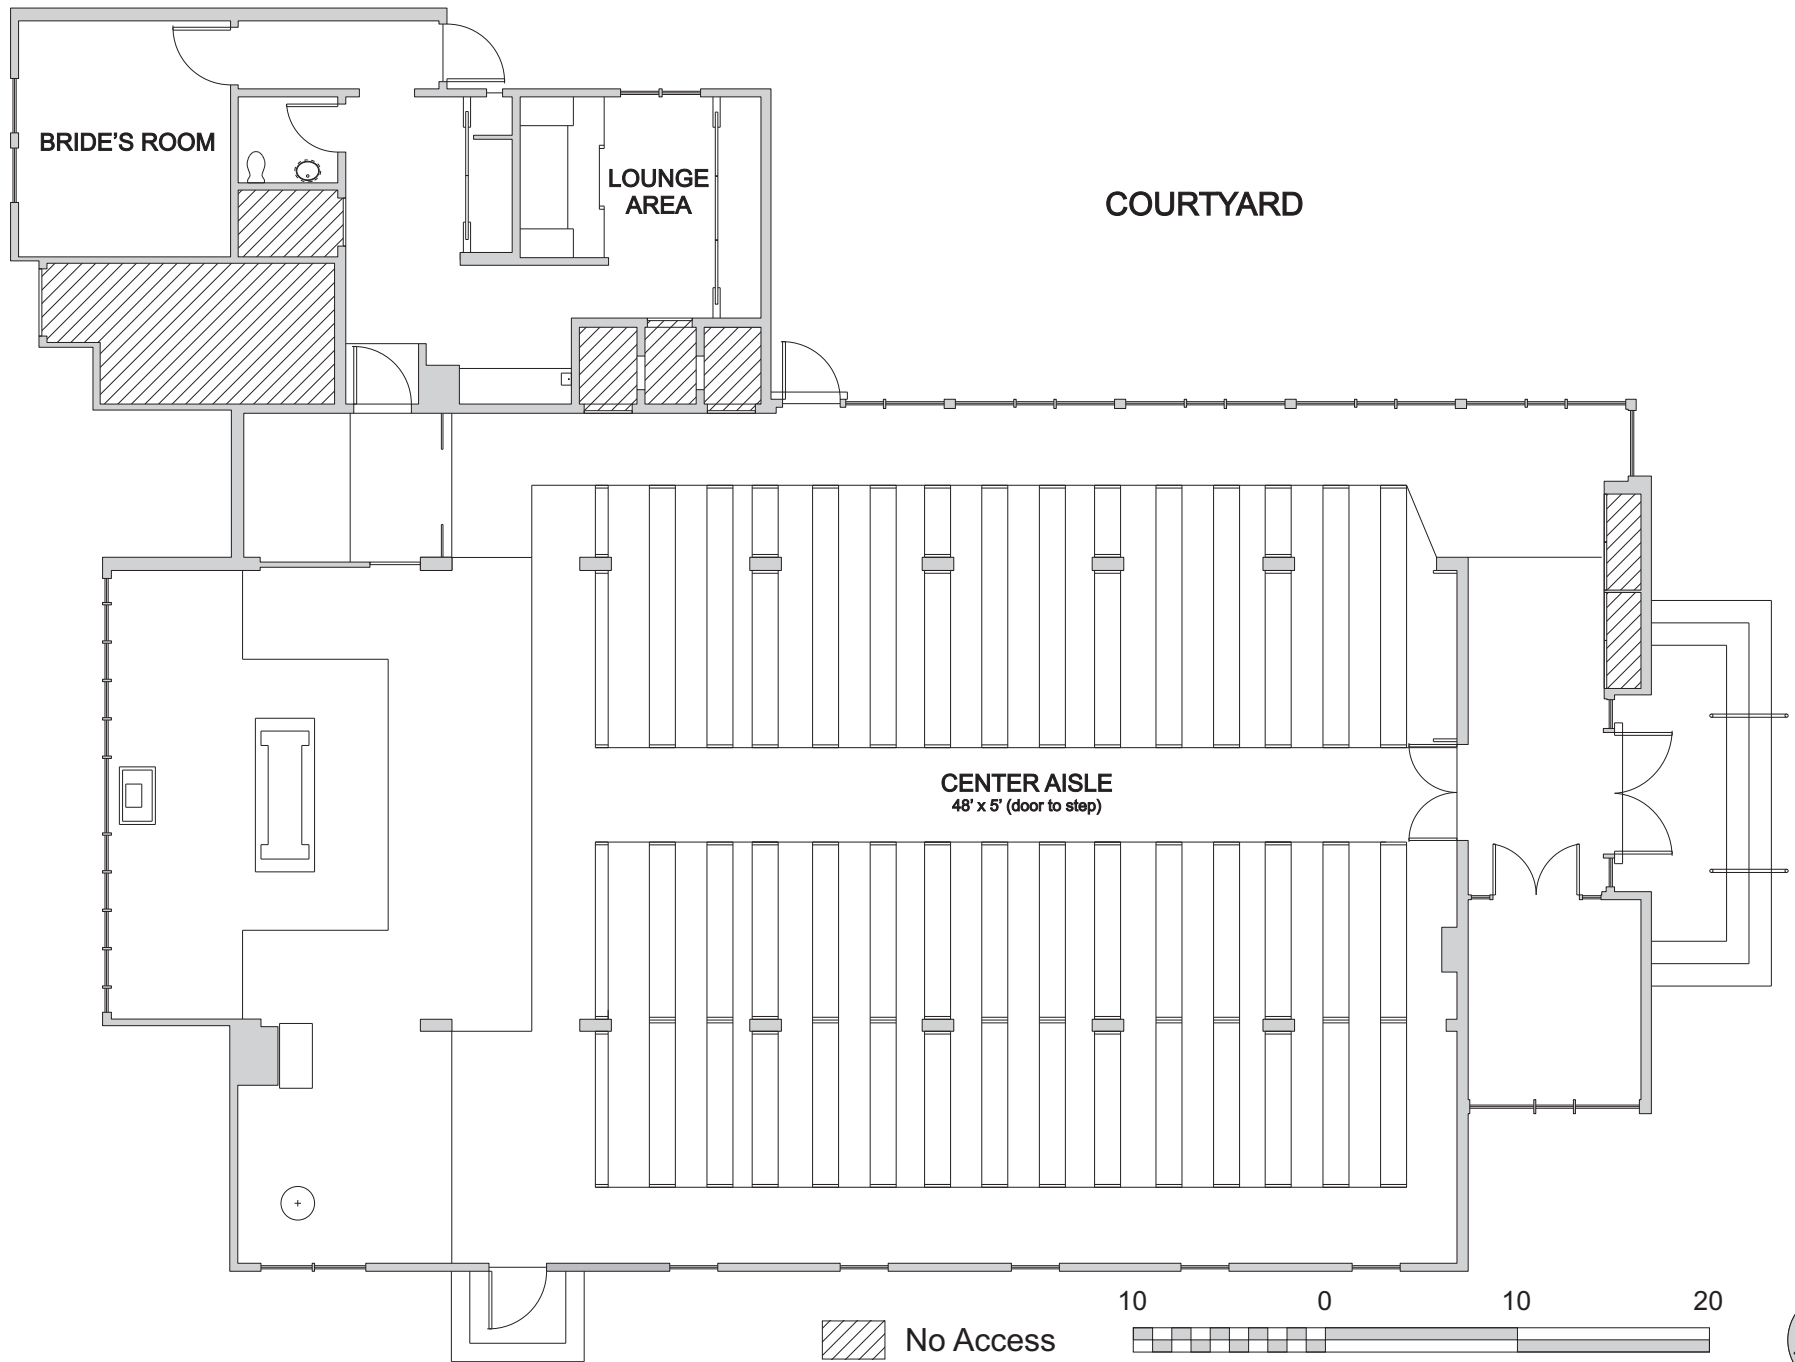 BRIDE'S ROOM
LOUNGE
AREA
COURTYARD
CENTER AISLE
48' x 5' (door to step)
10 0 10 20
No Access